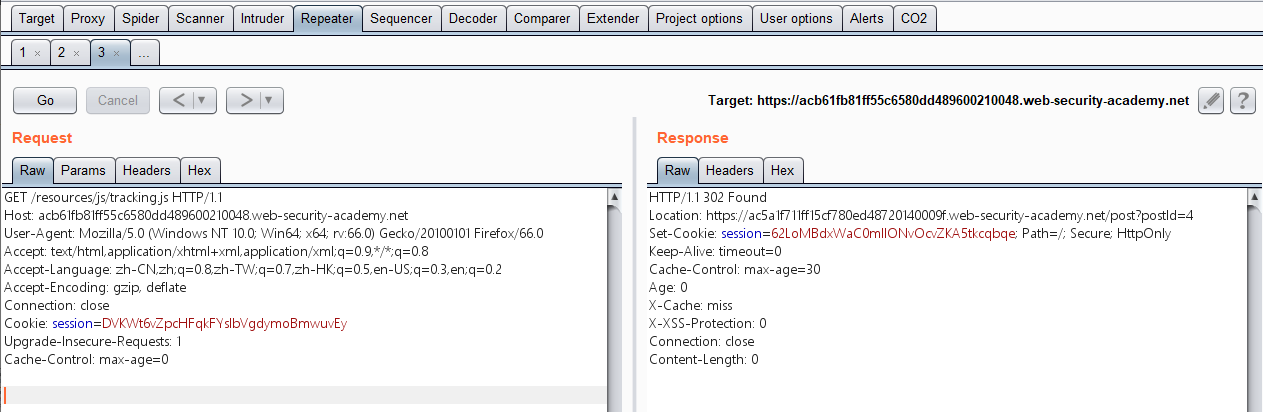 Target Proxy Spider Scanner Intruder Repeater Sequencer Decoder Comparer Extender Project options User options Alerts CO2
1 × 2 × 3 × ...
Go Cancel < > Target: https://acb61fb81ff55c6580dd489600210048.web-security-academy.net ?
Request
Raw Params Headers Hex
GET /resources/js/tracking.js HTTP/1.1
Host: acb61fb81ff55c6580dd489600210048.web-security-academy.net
User-Agent: Mozilla/5.0 (Windows NT 10.0; Win64; x64; rv:66.0) Gecko/20100101 Firefox/66.0
Accept: text/html,application/xhtml+xml,application/xml;q=0.9,*/*;q=0.8
Accept-Language: zh-CN,zh;q=0.8,zh-TW;q=0.7,zh-HK;q=0.5,en-US;q=0.3,en;q=0.2
Accept-Encoding: gzip, deflate
Connection: close
Cookie: session=DVKWt6vZpcHFqkFYsIbVgdymoBmwuvEy
Upgrade-Insecure-Requests: 1
Cache-Control: max-age=0
Response
Raw Headers Hex
HTTP/1.1 302 Found
Location: https://ac5a1f711ff15cf780ed48720140009f.web-security-academy.net/post?postId=4
Set-Cookie: session=62LoMBdxWaC0mlIONvOcvZKA5tkcqbqe; Path=/; Secure; HttpOnly
Keep-Alive: timeout=0
Cache-Control: max-age=30
Age: 0
X-Cache: miss
X-XSS-Protection: 0
Connection: close
Content-Length: 0